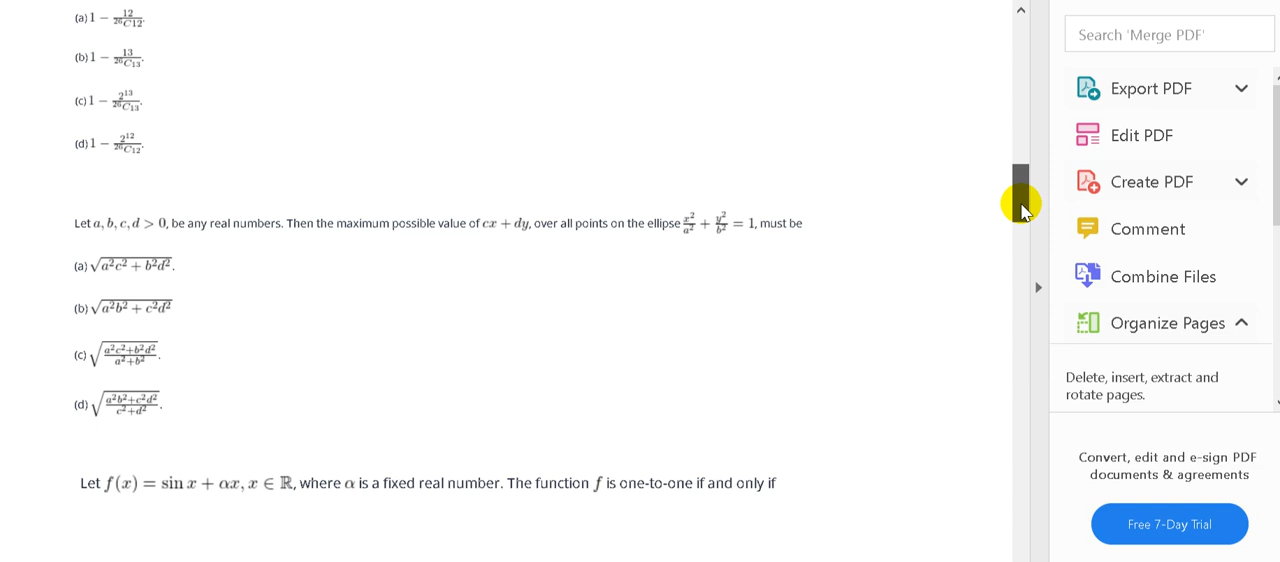 (a) 1 − 12/²⁶C₁₂.
(b) 1 − 13/²⁶C₁₃.
(c) 1 − 2¹³/²⁶C₁₃.
(d) 1 − 2¹²/²⁶C₁₂.
Let a, b, c, d > 0, be any real numbers. Then the maximum possible value of cx + dy, over all points on the ellipse x²/a² + y²/b² = 1, must be
(a) √(a²c² + b²d²).
(b) √(a²b² + c²d²)
(c) √((a²c²+b²d²)/(a²+b²)).
(d) √((a²b²+c²d²)/(c²+d²)).
Let f(x) = sin x + αx, x ∈ ℝ, where α is a fixed real number. The function f is one-to-one if and only if
Search 'Merge PDF'
Export PDF
Edit PDF
Create PDF
Comment
Combine Files
Organize Pages
Delete, insert, extract and
rotate pages.
Convert, edit and e-sign PDF
documents & agreements
Free 7-Day Trial